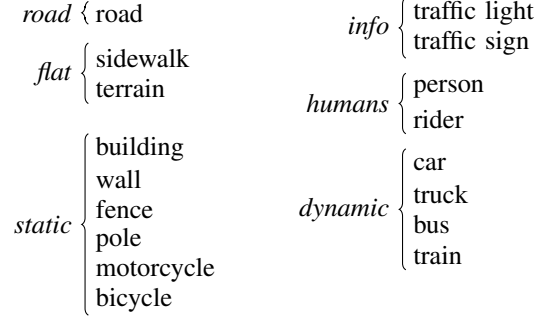 road { road
flat { sidewalk
terrain
static { building
wall
fence
pole
motorcycle
bicycle
info { traffic light
traffic sign
humans { person
rider
dynamic { car
truck
bus
train